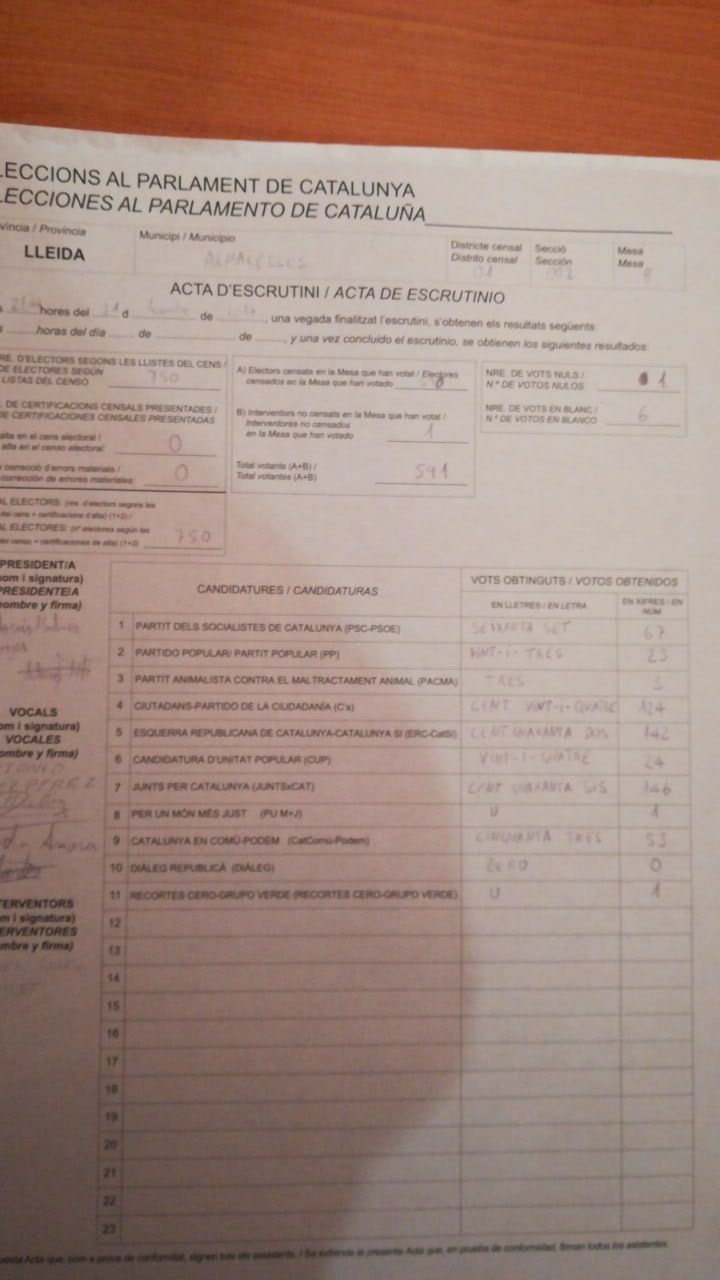 LECCIONS AL PARLAMENT DE CATALUNYA
LECCIONES AL PARLAMENTO DE CATALUÑA
víncia / Provincia
LLEIDA
Municipi / Municipio
ALMACELLES
Districte censal
Distrito censal
01
Secció
Sección
002
Mesa
Mesa
B
ACTA D'ESCRUTINI / ACTA DE ESCRUTINIO
hores del 21 d de, una vegada finalitzat l'escrutini, s'obtenen els resultats següents:
horas del día de de, y una vez concluido el escrutinio, se obtienen los siguientes resultados:
RE. D'ELECTORS SEGONS LES LLISTES DEL CENS /
DE ELECTORES SEGÚN
LISTAS DEL CENSO 750
. DE CERTIFICACIONS CENSALS PRESENTADES /
DE CERTIFICACIONES CENSALES PRESENTADAS
alta en el cens electoral /
alta en el censo electoral: 0
correcció d'errors materials /
corrección de errores materiales: 0
AL ELECTORS: (nre. d'electors segons les
del cens + certificacions d'alta) (1+2) /
AL ELECTORES: (nº electores según las
del censo + certificaciones de alta) (1+2) 750
A) Electors censats en la Mesa que han votat / Electores
censados en la Mesa que han votado
B) Interventors no censats en la Mesa que han votat /
Interventores no censados
en la Mesa que han votado 1
Total votants (A+B) /
Total votantes (A+B) 591
NRE. DE VOTS NULS /
N.º DE VOTOS NULOS 1
NRE. DE VOTS EN BLANC /
N.º DE VOTOS EN BLANCO 6
PRESIDENT/A
nom i signatura)
PRESIDENTE/A
nombre y firma)
VOCALS
om i signatura)
VOCALES
ombre y firma)
TERVENTORS
m i signatura)
ERVENTORES
mbre y firma)
CANDIDATURES / CANDIDATURAS
VOTS OBTINGUTS / VOTOS OBTENIDOS
EN LLETRES / EN LETRA
EN XIFRES / EN NÚM.
1 PARTIT DELS SOCIALISTES DE CATALUNYA (PSC-PSOE) SEIXANTA SET 67
2 PARTIDO POPULAR/ PARTIT POPULAR (PP) VINT-I-TRES 23
3 PARTIT ANIMALISTA CONTRA EL MALTRACTAMENT ANIMAL (PACMA) TRES 3
4 CIUTADANS-PARTIDO DE LA CIUDADANÍA (C's) CENT VINT-I-QUATRE 124
5 ESQUERRA REPUBLICANA DE CATALUNYA-CATALUNYA SÍ (ERC-CatSí) CENT QUARANTA DOS 142
6 CANDIDATURA D'UNITAT POPULAR (CUP) VINT-I-QUATRE 24
7 JUNTS PER CATALUNYA (JUNTSxCAT) CENT QUARANTA SIS 146
8 PER UN MÓN MÉS JUST (PUM+J) U 1
9 CATALUNYA EN COMÚ-PODEM (CatComú-Podem) CINQUANTA TRES 53
10 DIÀLEG REPUBLICÀ (DIÀLEG) ZERO 0
11 RECORTES CERO-GRUPO VERDE (RECORTES CERO-GRUPO VERDE) U 1
12
13
14
15
16
17
18
19
20
21
22
23
uesta Acta que, com a prova de conformitat, signen tots els assistents. / Se extiende la presente Acta que, en prueba de conformidad, firman todos los asistentes.